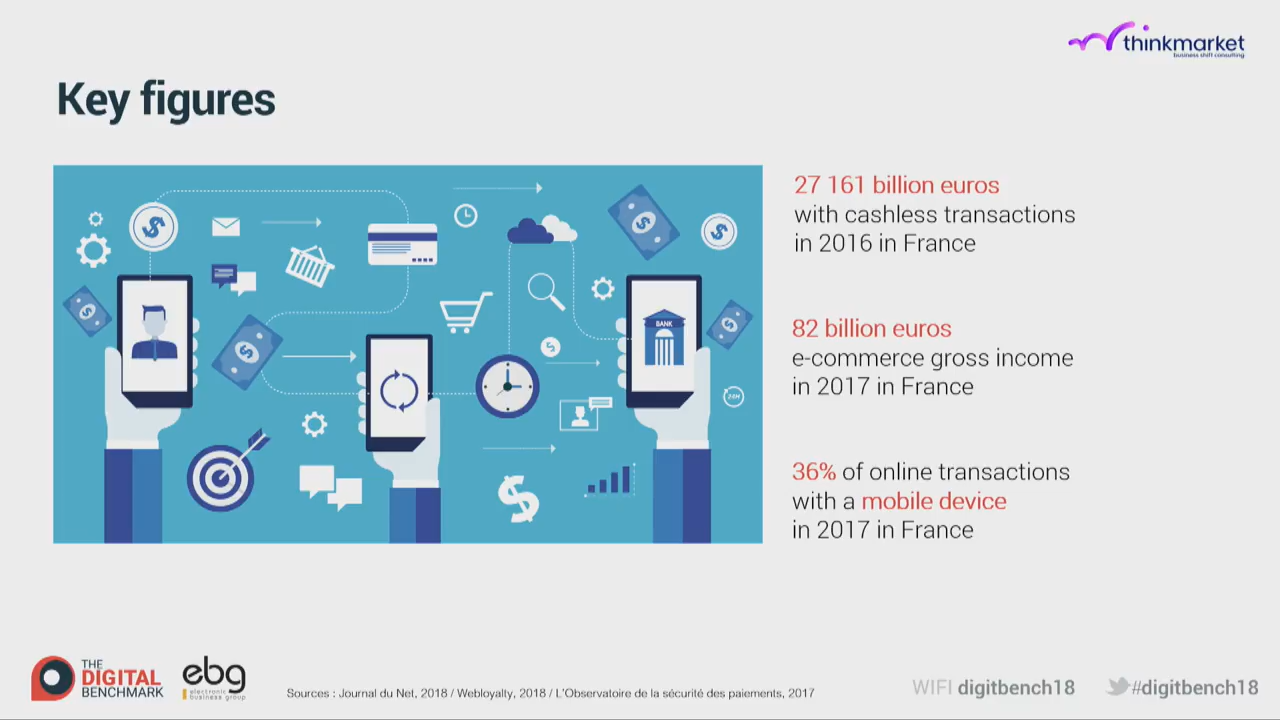 thinkmarket
business shift consulting
Key figures
27 161 billion euros
with cashless transactions
in 2016 in France
82 billion euros
e-commerce gross income
in 2017 in France
36% of online transactions
with a mobile device
in 2017 in France
BANK
24H
THE
DIGITAL
BENCHMARK
ebg
electronic
business group
Sources : Journal du Net, 2018 / Webloyalty, 2018 / L'Observatoire de la sécurité des paiements, 2017
WIFI digitbench18
#digitbench18